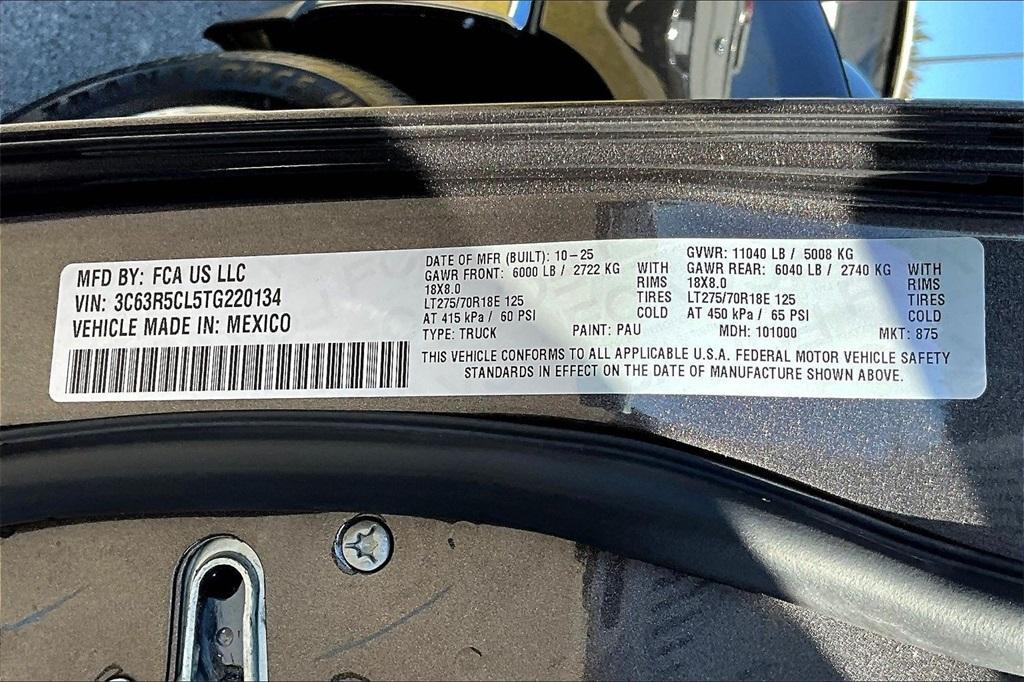 MFD BY: FCA US LLC
VIN: 3C63R5CL5TG220134
VEHICLE MADE IN: MEXICO
DATE OF MFR (BUILT): 10-25
GAWR FRONT: 6000 LB / 2722 KG WITH
18X8.0 RIMS
LT275/70R18E 125 TIRES
AT 415 kPa / 60 PSI COLD
GVWR: 11040 LB / 5008 KG
GAWR REAR: 6040 LB / 2740 KG WITH
18X8.0 RIMS
LT275/70R18E 125 TIRES
AT 450 kPa / 65 PSI COLD
TYPE: TRUCK PAINT: PAU MDH: 101000 MKT: 875
THIS VEHICLE CONFORMS TO ALL APPLICABLE U.S.A. FEDERAL MOTOR VEHICLE SAFETY
STANDARDS IN EFFECT ON THE DATE OF MANUFACTURE SHOWN ABOVE.